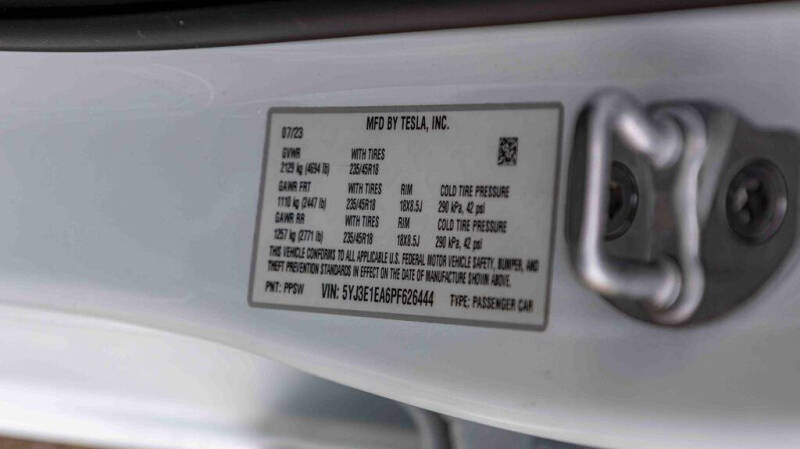 MFD BY TESLA, INC.
07/23
GVWR WITH TIRES
2129 kg (4694 lb) 235/45R18
GAWR FRT WITH TIRES RIM COLD TIRE PRESSURE
1110 kg (2447 lb) 235/45R18 18X8.5J 290 kPa, 42 psi
GAWR RR WITH TIRES RIM COLD TIRE PRESSURE
1257 kg (2771 lb) 235/45R18 18X8.5J 290 kPa, 42 psi
THIS VEHICLE CONFORMS TO ALL APPLICABLE U.S. FEDERAL MOTOR VEHICLE SAFETY, BUMPER, AND
THEFT PREVENTION STANDARDS IN EFFECT ON THE DATE OF MANUFACTURE SHOWN ABOVE.
PNT: PPSW VIN: 5YJ3E1EA6PF626444 TYPE: PASSENGER CAR